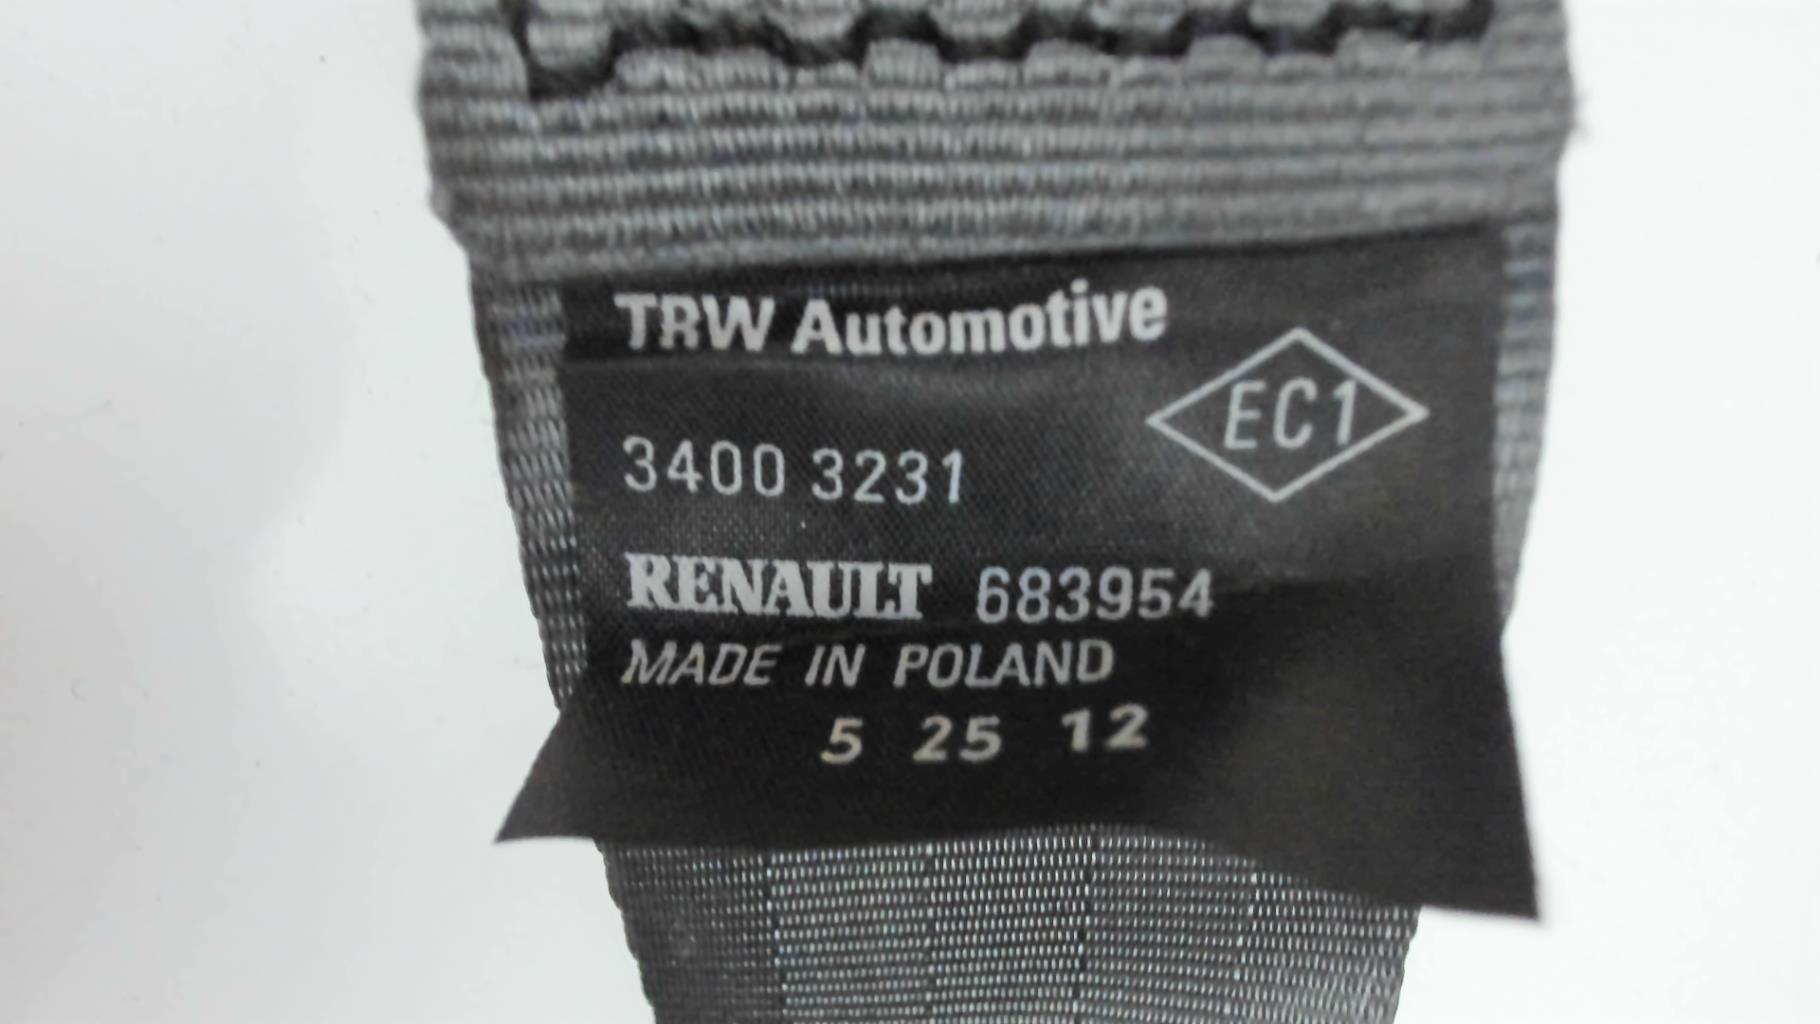 TRW Automotive
EC1
3400 3231
RENAULT 683954
MADE IN POLAND
5 25 12